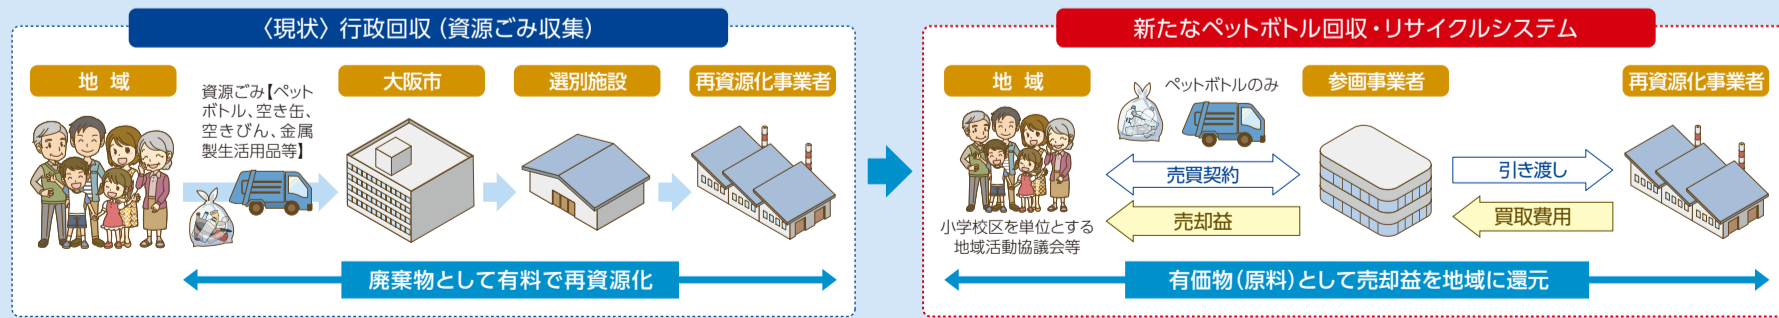 〈現状〉行政回収（資源ごみ収集）
地 域
資源ごみ【ペット
ボトル、空き缶、
空きびん、金属
製生活用品等】
大阪市
選別施設
再資源化事業者
廃棄物として有料で再資源化
新たなペットボトル回収・リサイクルシステム
地 域
小学校区を単位とする
地域活動協議会等
ペットボトルのみ
売買契約
売却益
参画事業者
引き渡し
買取費用
再資源化事業者
有価物（原料）として売却益を地域に還元